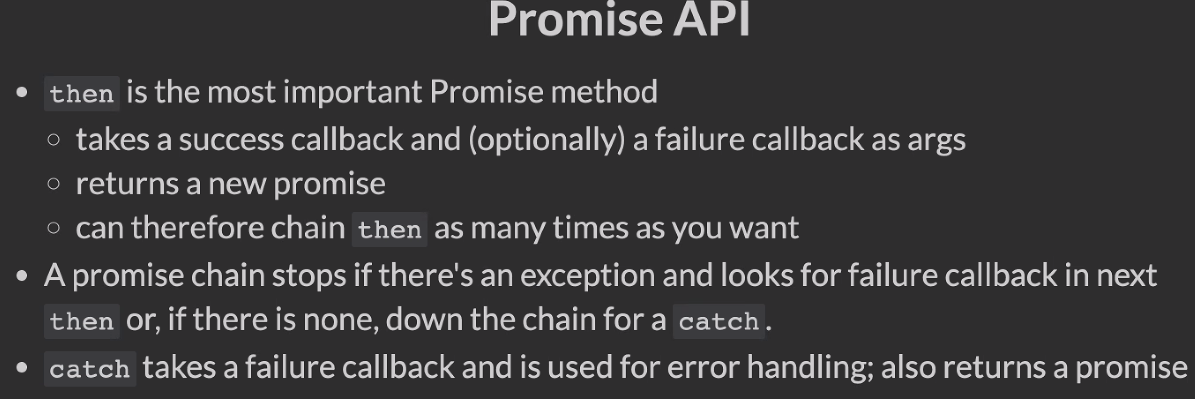 Promise API
• then is the most important Promise method
○ takes a success callback and (optionally) a failure callback as args
○ returns a new promise
○ can therefore chain then as many times as you want
• A promise chain stops if there's an exception and looks for failure callback in next
then or, if there is none, down the chain for a catch.
• catch takes a failure callback and is used for error handling; also returns a promise